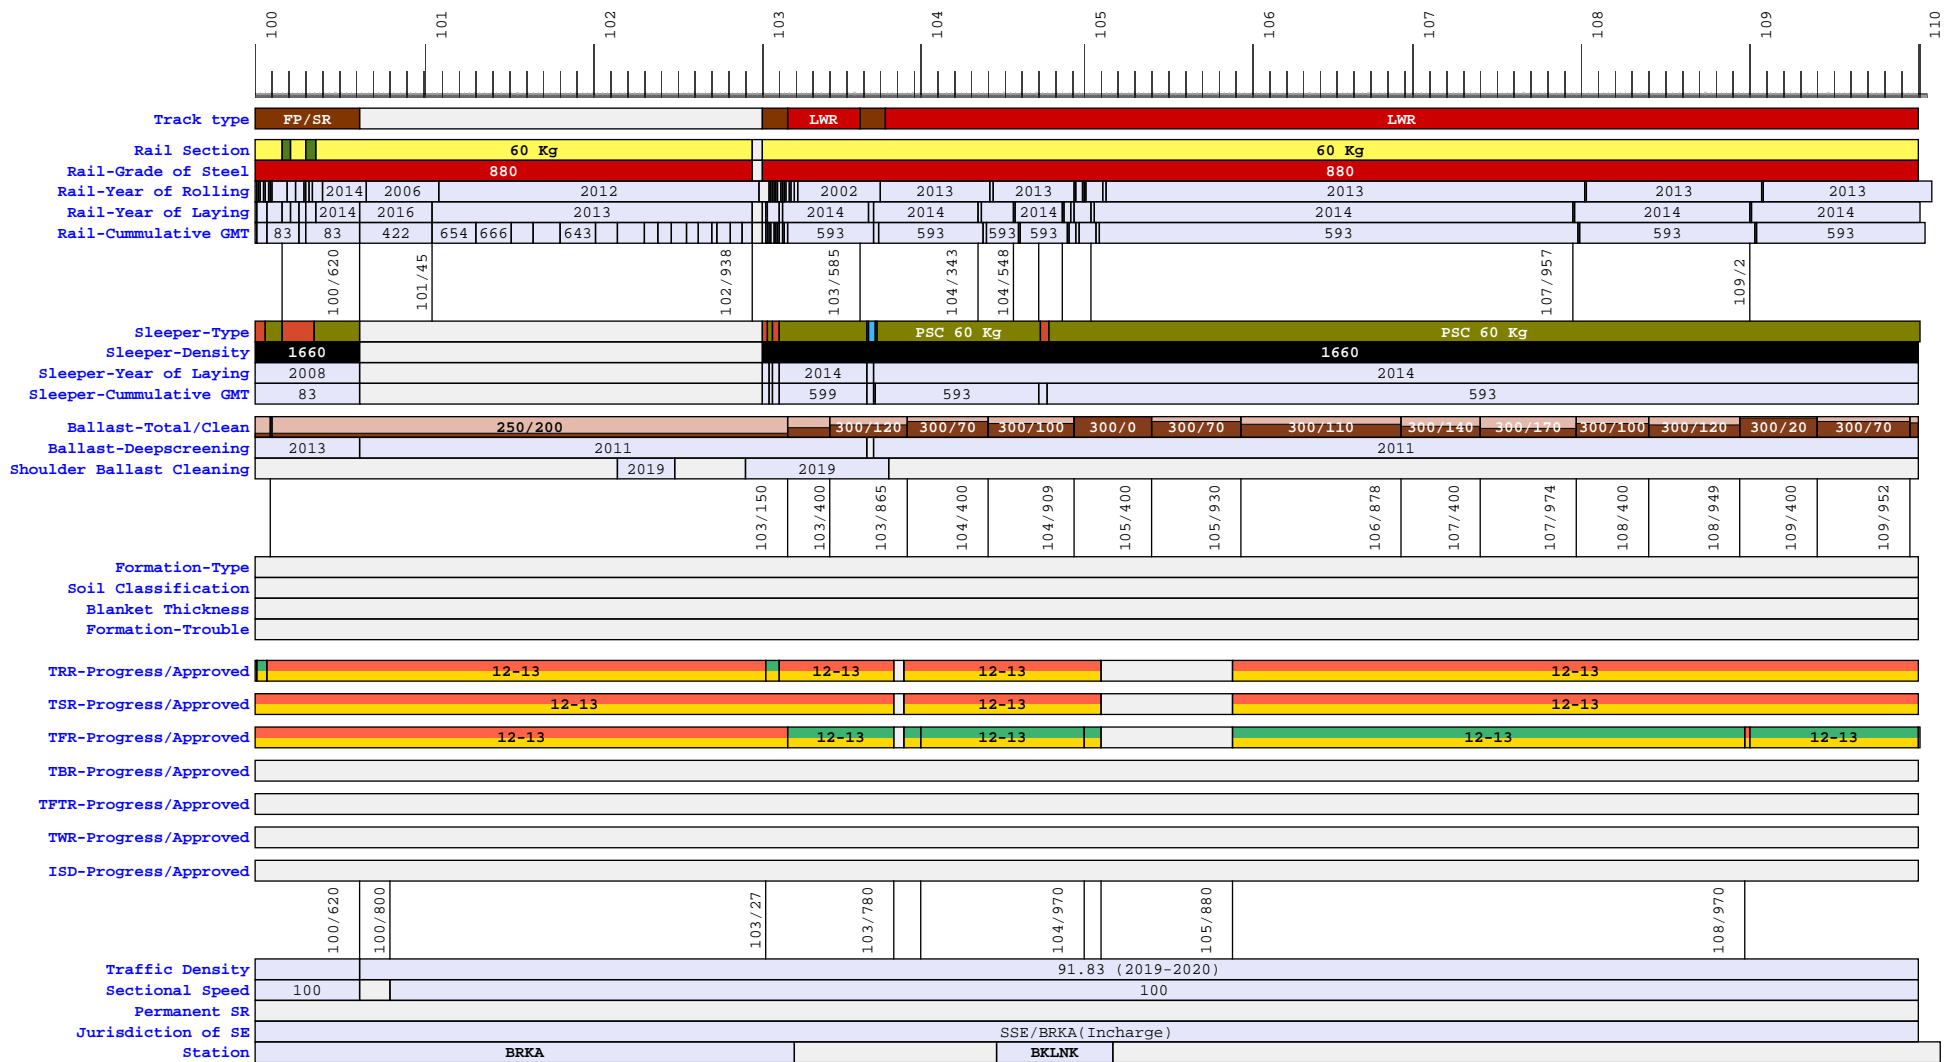 100 101 102 103 104 105 106 107 108 109 110
Track type FP/SR LWR LWR
Rail Section 60 Kg 60 Kg
Rail-Grade of Steel 880 880
Rail-Year of Rolling 2014 2006 2012 2002 2013 2013 2013 2013 2013
Rail-Year of Laying 2014 2016 2013 2014 2014 2014 2014 2014 2014
Rail-Cummulative GMT 83 83 422 654 666 643 593 593 593 593 593 593 593
100/620 101/45 102/938 103/585 104/343 104/548 107/957 109/2
Sleeper-Type PSC 60 Kg PSC 60 Kg
Sleeper-Density 1660 1660
Sleeper-Year of Laying 2008 2014 2014
Sleeper-Cummulative GMT 83 599 593 593
Ballast-Total/Clean 250/200 300/120 300/70 300/100 300/0 300/70 300/110 300/140 300/170 300/100 300/120 300/20 300/70
Ballast-Deepscreening 2013 2011 2011
Shoulder Ballast Cleaning 2019 2019
103/150 103/400 103/865 104/400 104/909 105/400 105/930 106/878 107/400 107/974 108/400 108/949 109/400 109/952
Formation-Type
Soil Classification
Blanket Thickness
Formation-Trouble
TRR-Progress/Approved 12-13 12-13 12-13 12-13
TSR-Progress/Approved 12-13 12-13 12-13
TFR-Progress/Approved 12-13 12-13 12-13 12-13 12-13
TBR-Progress/Approved
TFTR-Progress/Approved
TWR-Progress/Approved
ISD-Progress/Approved
100/620 100/800 103/27 103/780 104/970 105/880 108/970
Traffic Density 91.83 (2019-2020)
Sectional Speed 100 100
Permanent SR
Jurisdiction of SE SSE/BRKA(Incharge)
Station BRKA BKLNK